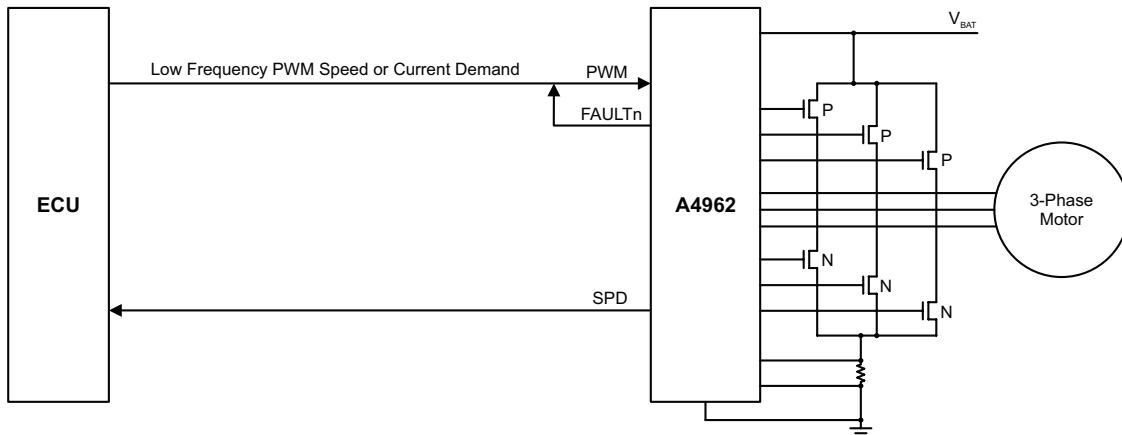 V_BAT
Low Frequency PWM Speed or Current Demand
PWM
FAULTn
P
P
P
ECU
A4962
3-Phase
Motor
N
N
N
SPD